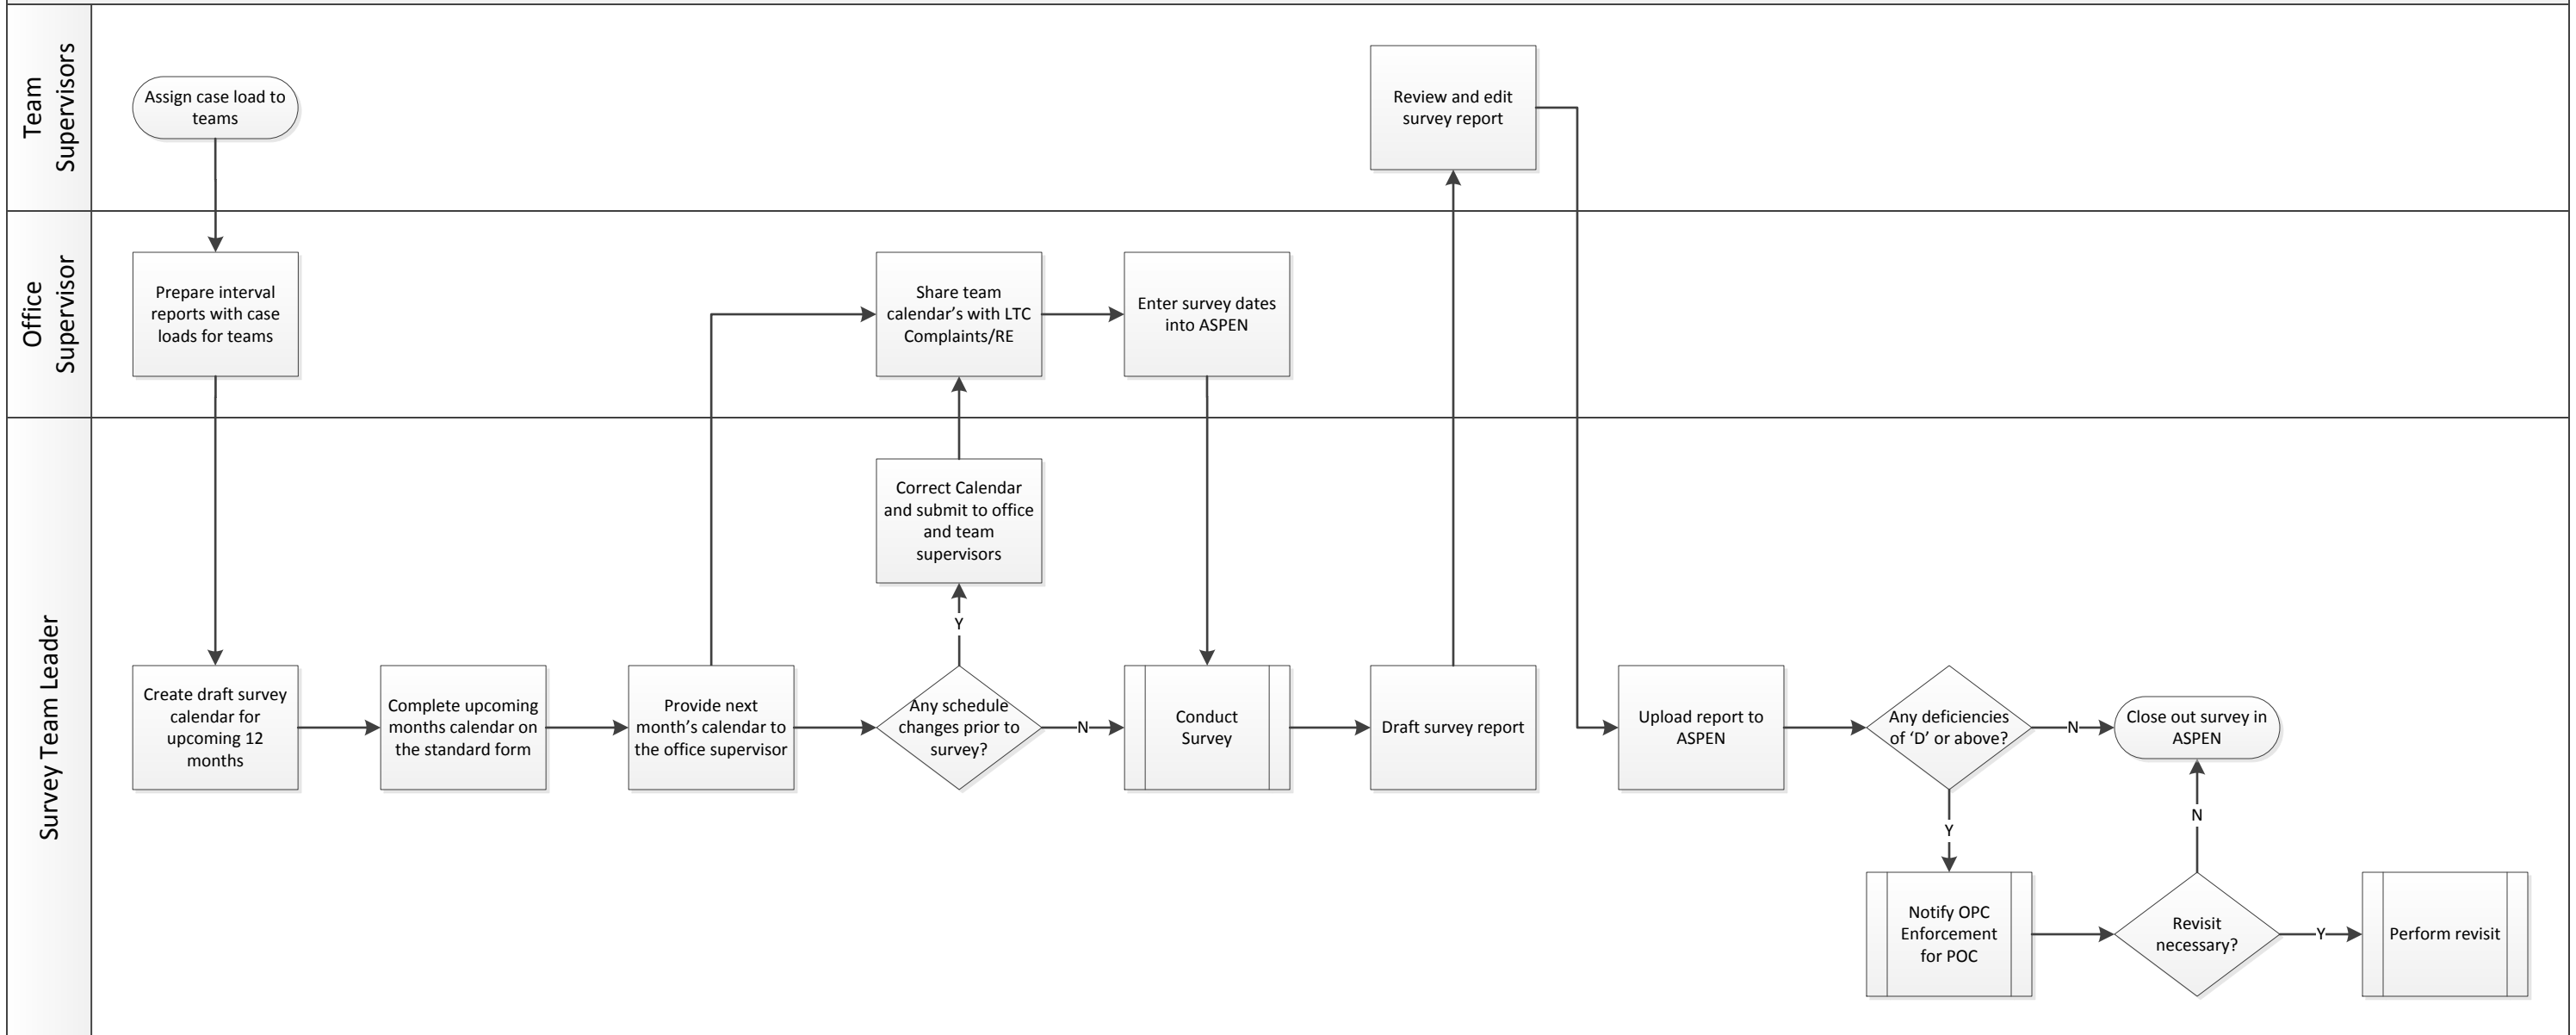 Team
Supervisors
Assign case load to
teams
Review and edit
survey report
Office
Supervisor
Prepare interval
reports with case
loads for teams
Share team
calendar’s with LTC
Complaints/RE
Enter survey dates
into ASPEN
Survey Team Leader
Correct Calendar
and submit to office
and team
supervisors
Y
Create draft survey
calendar for
upcoming 12
months
Complete upcoming
months calendar on
the standard form
Provide next
month’s calendar to
the office supervisor
Any schedule
changes prior to
survey?
N
Conduct
Survey
Draft survey report
Upload report to
ASPEN
Any deficiencies
of ‘D’ or above?
N
Close out survey in
ASPEN
Y
N
Notify OPC
Enforcement
for POC
Revisit
necessary?
Y
Perform revisit